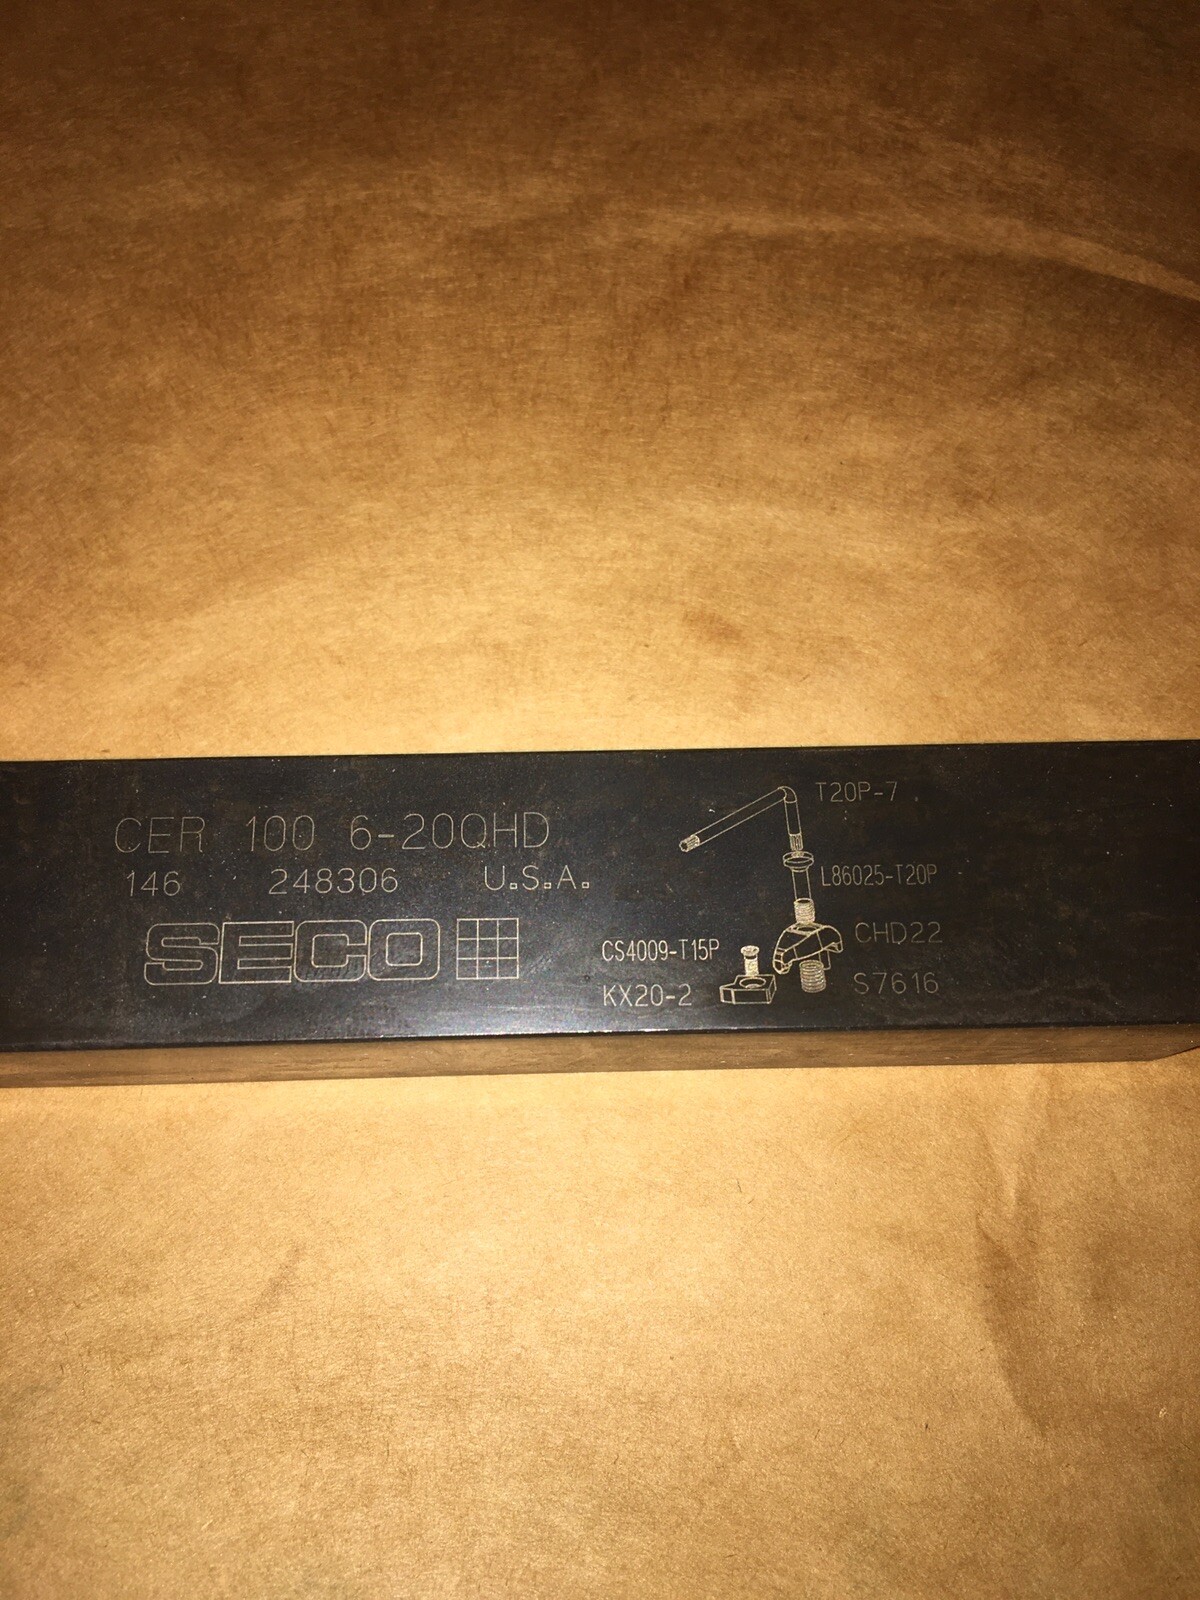 CER 100 6-20QHD
146 248306 U.S.A.
SECO
T20P-7
L86025-T20P
CHD22
S7616
CS4009-T15P
KX20-2